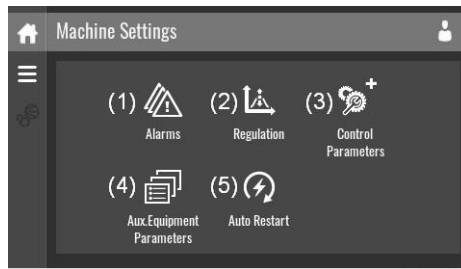 Machine Settings
(1) (2) (3)
Alarms Regulation Control
Parameters
(4) (5)
Aux.Equipment Auto Restart
Parameters